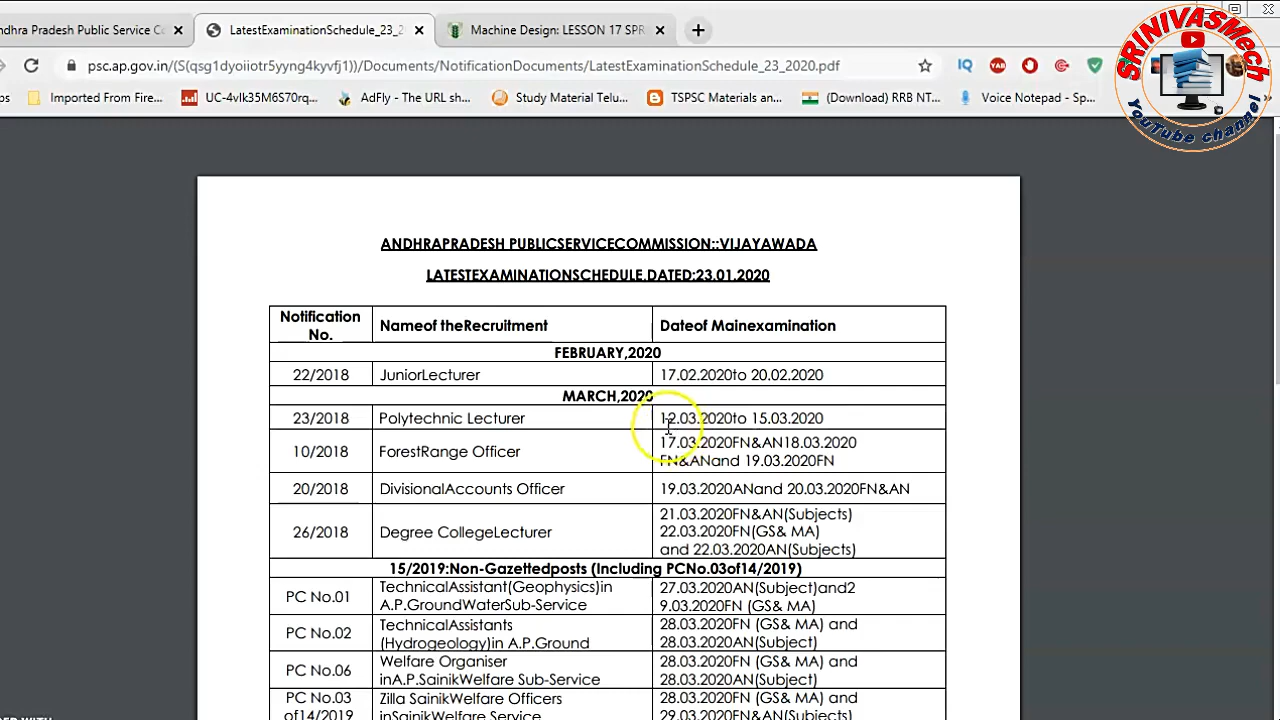 ndhra Pradesh Public Service Co
LatestExaminationSchedule_23_2
Machine Design: LESSON 17 SPR
psc.ap.gov.in/(S(qsg1dyoiiotr5yyng4kyvfj1))/Documents/NotificationDocuments/LatestExaminationSchedule_23_2020.pdf
ps
Imported From Fire...
UC-4vlk35M6S70rq...
AdFly - The URL sh...
Study Material Telu...
TSPSC Materials an...
(Download) RRB NT...
Voice Notepad - Sp...
SRINIVASMech
YouTube channel
ANDHRAPRADESH PUBLICSERVICECOMMISSION::VIJAYAWADA
LATESTEXAMINATIONSCHEDULE.DATED:23.01.2020
Notification No. Nameof theRecruitment Dateof Mainexamination
FEBRUARY,2020
22/2018 JuniorLecturer 17.02.2020to 20.02.2020
MARCH,2020
23/2018 Polytechnic Lecturer 12.03.2020to 15.03.2020
10/2018 ForestRange Officer 17.03.2020FN&AN18.03.2020
FN&ANand 19.03.2020FN
20/2018 DivisionalAccounts Officer 19.03.2020ANand 20.03.2020FN&AN
26/2018 Degree CollegeLecturer 21.03.2020FN&AN(Subjects)
22.03.2020FN(GS& MA)
and 22.03.2020AN(Subjects)
15/2019:Non-Gazettedposts (Including PCNo.03of14/2019)
PC No.01 TechnicalAssistant(Geophysics)in 27.03.2020AN(Subject)and2
A.P.GroundWaterSub-Service 9.03.2020FN (GS& MA)
PC No.02 TechnicalAssistants 28.03.2020FN (GS& MA) and
(Hydrogeology)in A.P.Ground 28.03.2020AN(Subject)
PC No.06 Welfare Organiser 28.03.2020FN (GS& MA) and
inA.P.SainikWelfare Sub-Service 28.03.2020AN(Subject)
PC No.03 Zilla SainikWelfare Officers 28.03.2020FN (GS& MA) and
of14/2019 inSainikWelfare Service 29.03.2020AN(Subject)